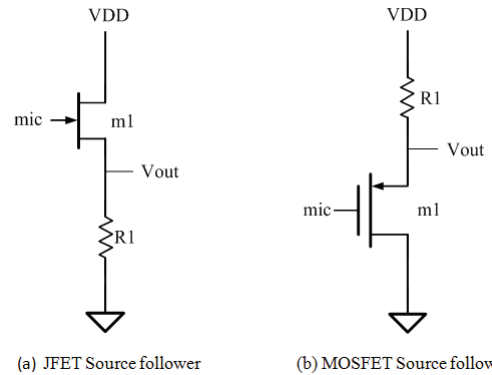 VDD
mic
m1
Vout
R1
(a) JFET Source follower
VDD
R1
Vout
mic
m1
(b) MOSFET Source follow